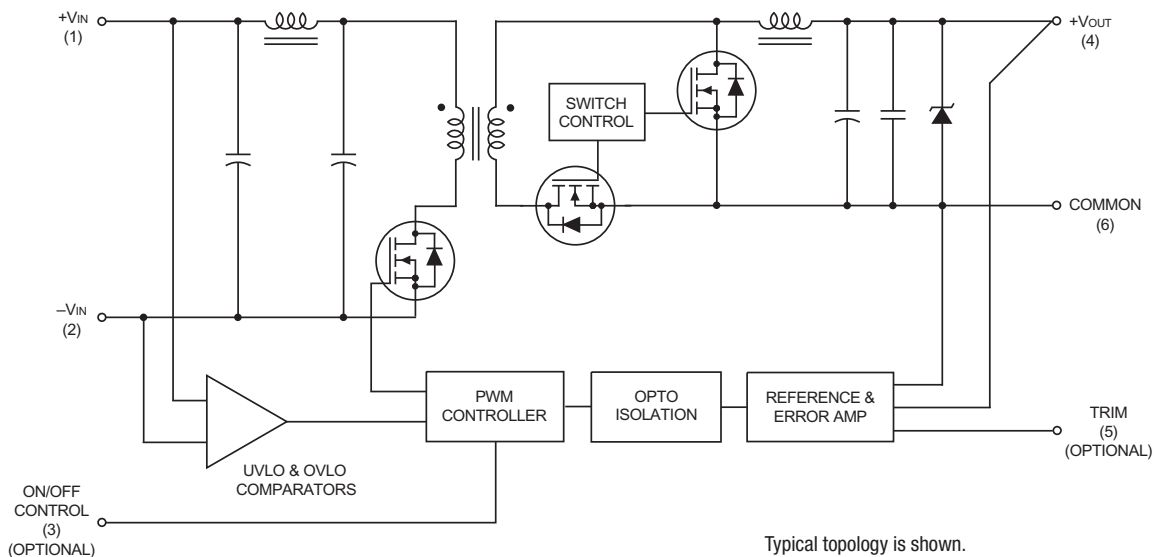 +VIN
(1)
+VOUT
(4)
SWITCH
CONTROL
COMMON
(6)
–VIN
(2)
PWM
CONTROLLER
OPTO
ISOLATION
REFERENCE &
ERROR AMP
TRIM
(5)
(OPTIONAL)
UVLO & OVLO
COMPARATORS
ON/OFF
CONTROL
(3)
(OPTIONAL)
Typical topology is shown.